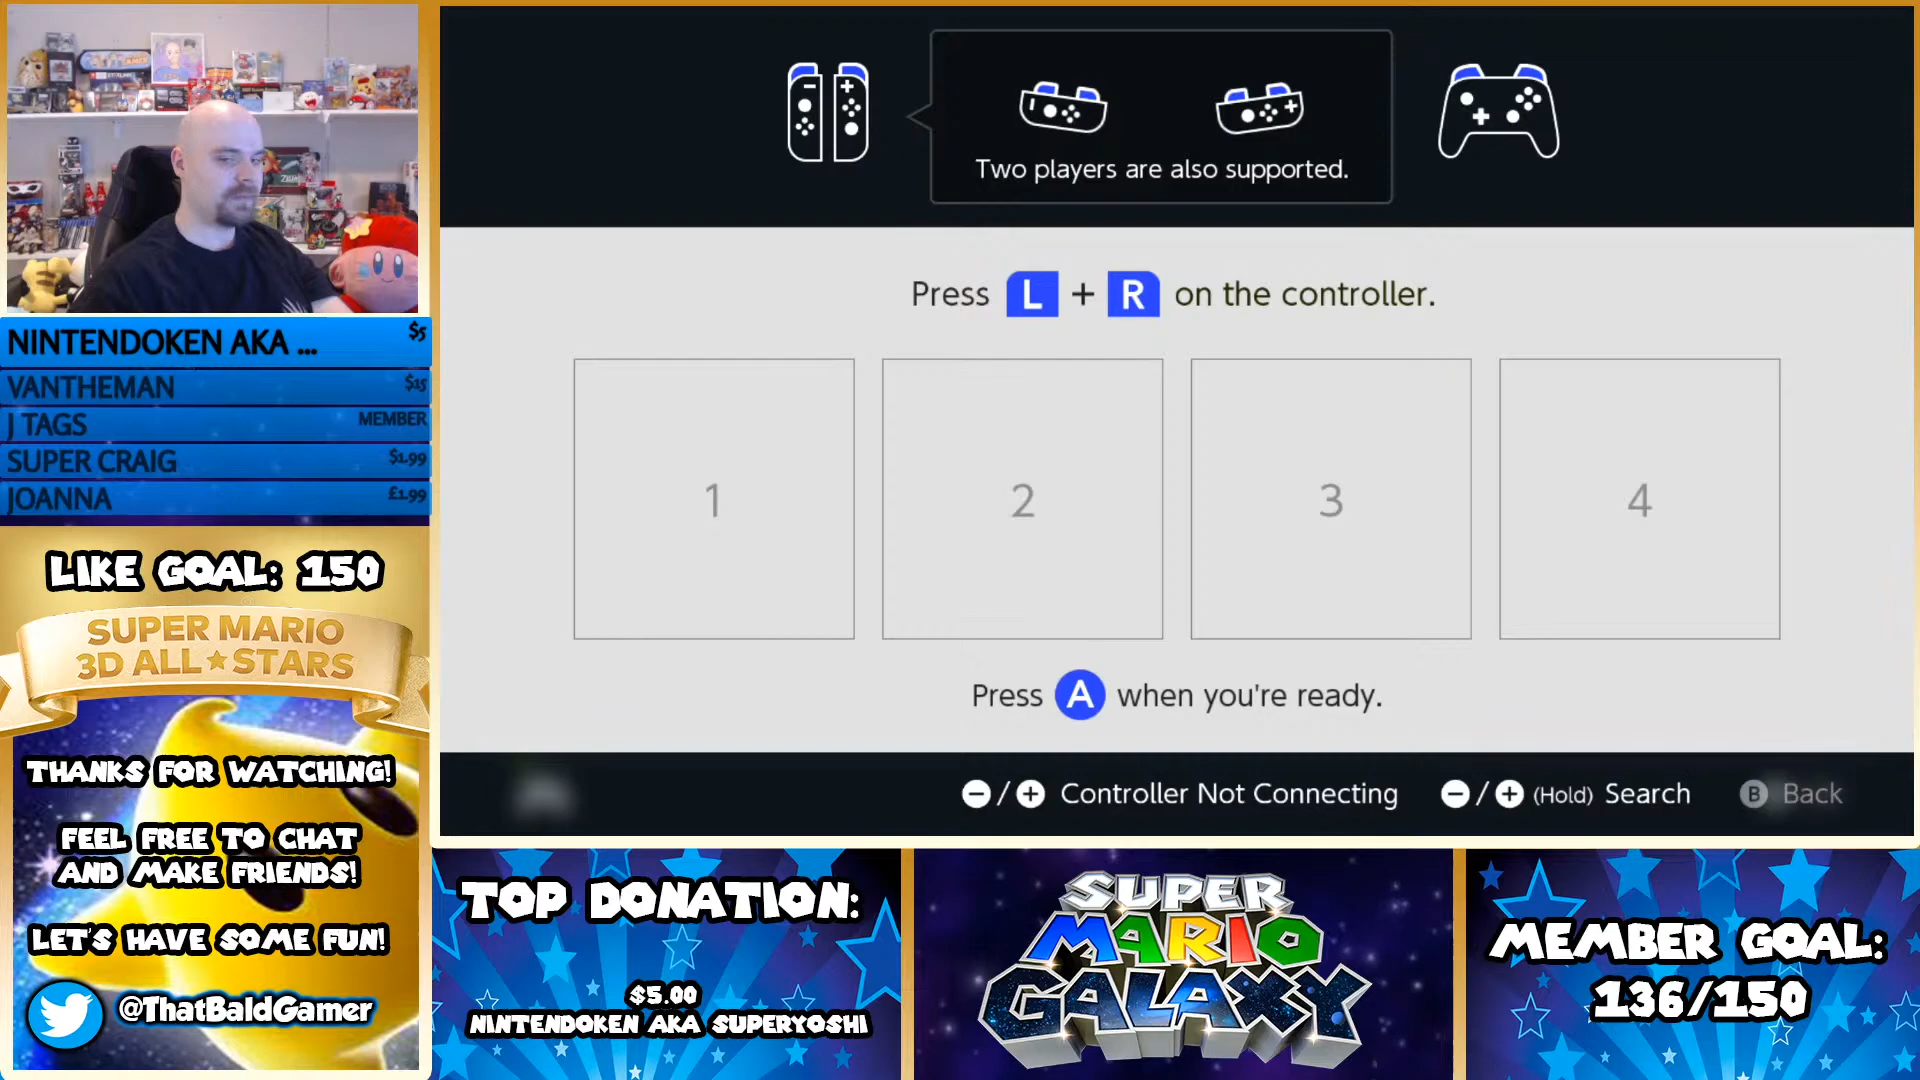 Two players are also supported.
Press L + R on the controller.
1 2 3 4
Press A when you're ready.
/ Controller Not Connecting / (Hold) Search B Back
NINTENDOKEN AKA ... $5
VANTHEMAN $15
J TAGS MEMBER
SUPER CRAIG $1.99
JOANNA £1.99
LIKE GOAL: 150
SUPER MARIO
3D ALL★STARS
THANKS FOR WATCHING!
FEEL FREE TO CHAT
AND MAKE FRIENDS!
LET'S HAVE SOME FUN!
@ThatBaldGamer
TOP DONATION:
$5.00
NINTENDOKEN AKA SUPERYOSHI
SUPER
MARIO
GALAXY
MEMBER GOAL:
136/150